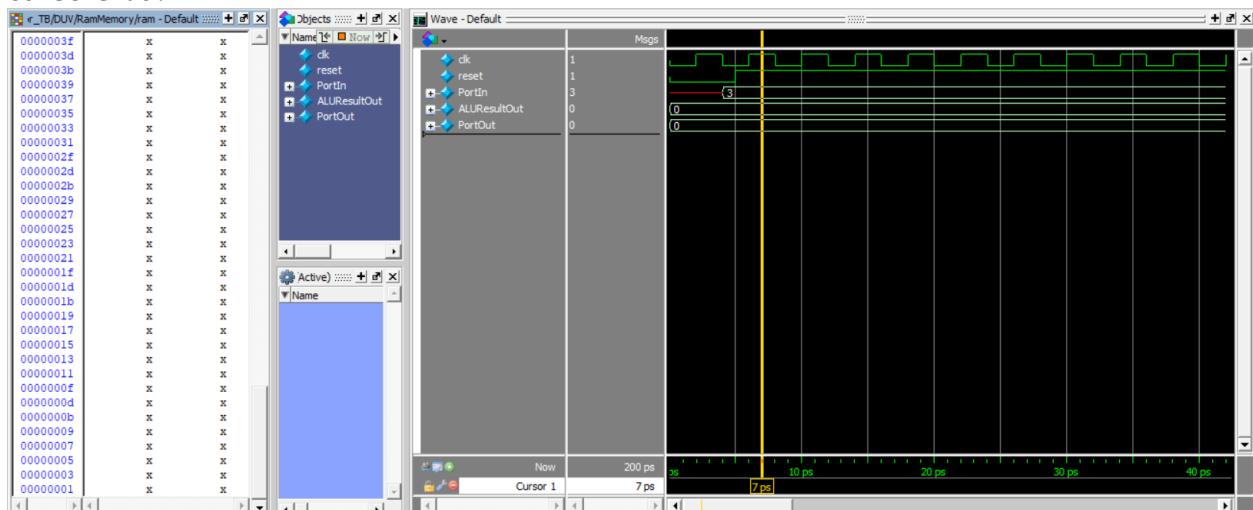 r_TB/DUV/RamMemory/ram - Default
0000003f x x
0000003d x x
0000003b x x
00000039 x x
00000037 x x
00000035 x x
00000033 x x
00000031 x x
0000002f x x
0000002d x x
0000002b x x
00000029 x x
00000027 x x
00000025 x x
00000023 x x
00000021 x x
0000001f x x
0000001d x x
0000001b x x
00000019 x x
00000017 x x
00000015 x x
00000013 x x
00000011 x x
0000000f x x
0000000d x x
0000000b x x
00000009 x x
00000007 x x
00000005 x x
00000003 x x
00000001 x x
Objects
Name Now
clk
reset
PortIn
ALUResultOut
PortOut
Active)
Name
Wave - Default
Msgs
clk 1
reset 1
PortIn 3 3
ALUResultOut 0 0
PortOut 0 0
Now 200 ps ps 10 ps 20 ps 30 ps 40 ps
Cursor 1 7 ps 7 ps